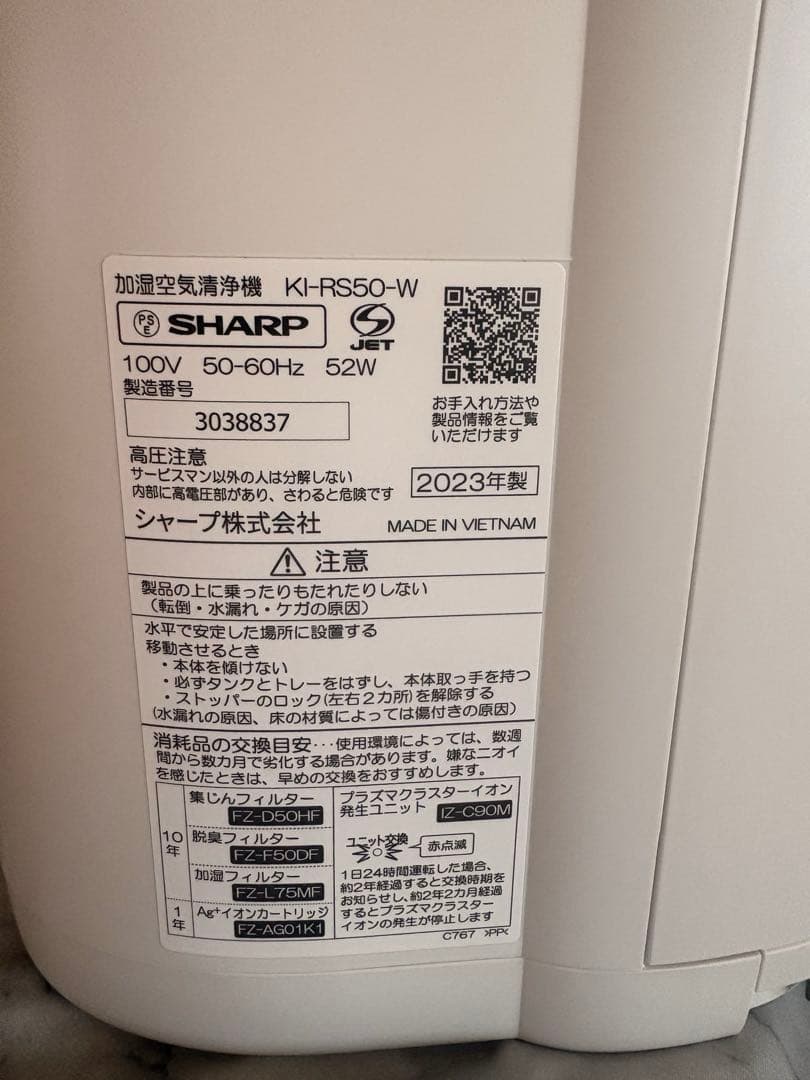 加湿空気清浄機 KI-RS50-W
PSE SHARP JET
100V 50-60Hz 52W
製造番号
3038837
お手入れ方法や
製品情報をご覧
いただけます
高圧注意
サービスマン以外の人は分解しない
内部に高電圧部があり、さわると危険です
2023年製
シャープ株式会社 MADE IN VIETNAM
注意
製品の上に乗ったりもたれたりしない
（転倒・水漏れ・ケガの原因）
水平で安定した場所に設置する
移動させるとき
・本体を傾けない
・必ずタンクとトレーをはずし、本体取っ手を持つ
・ストッパーのロック(左右2カ所)を解除する
(水漏れの原因、床の材質によっては傷付きの原因)
消耗品の交換目安･･･使用環境によっては、数週
間から数カ月で劣化する場合があります。嫌なニオイ
を感じたときは、早めの交換をおすすめします。
10年
集じんフィルター
FZ-D50HF
脱臭フィルター
FZ-F50DF
加湿フィルター
FZ-L75MF
1年
Ag⁺イオンカートリッジ
FZ-AG01K1
プラズマクラスターイオン
発生ユニット IZ-C90M
ユニット交換
赤点滅
1日24時間運転した場合、
約2年経過すると交換時期を
お知らせし、約2年2カ月経過
するとプラズマクラスター
イオンの発生が停止します
C767 >PP<